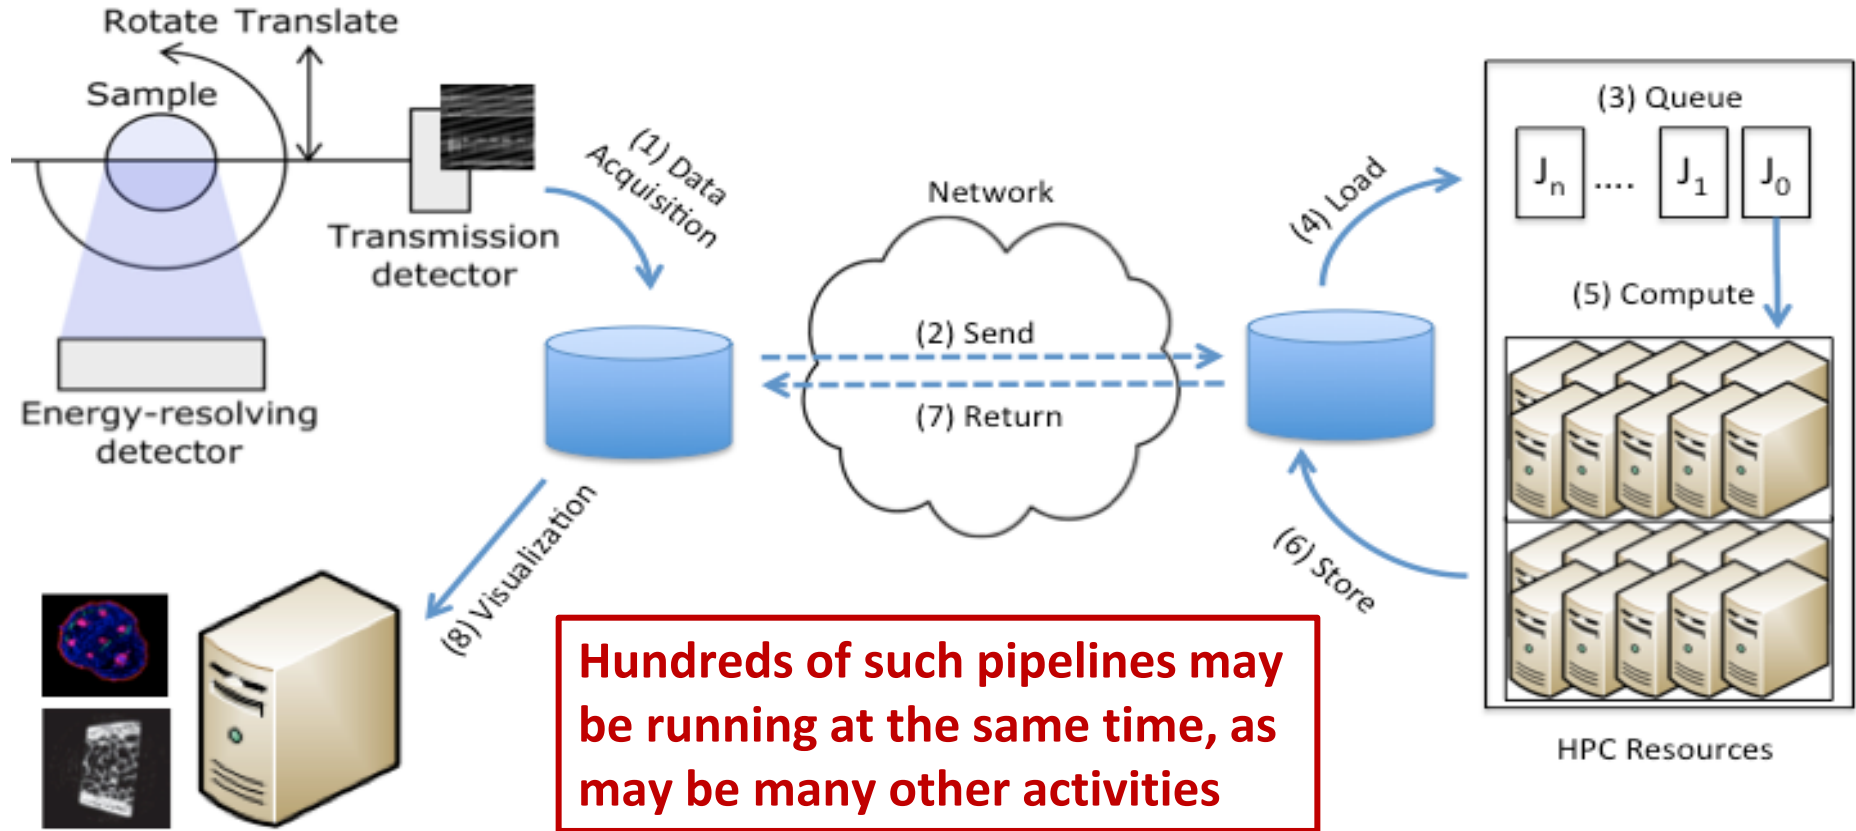 Rotate Translate
Sample
Transmission
detector
Energy-resolving
detector
(1) Data
Acquisition
Network
(2) Send
(7) Return
(4) Load
(3) Queue
Jn .... J1 J0
(5) Compute
(6) Store
HPC Resources
(8) Visualization
Hundreds of such pipelines may
be running at the same time, as
may be many other activities